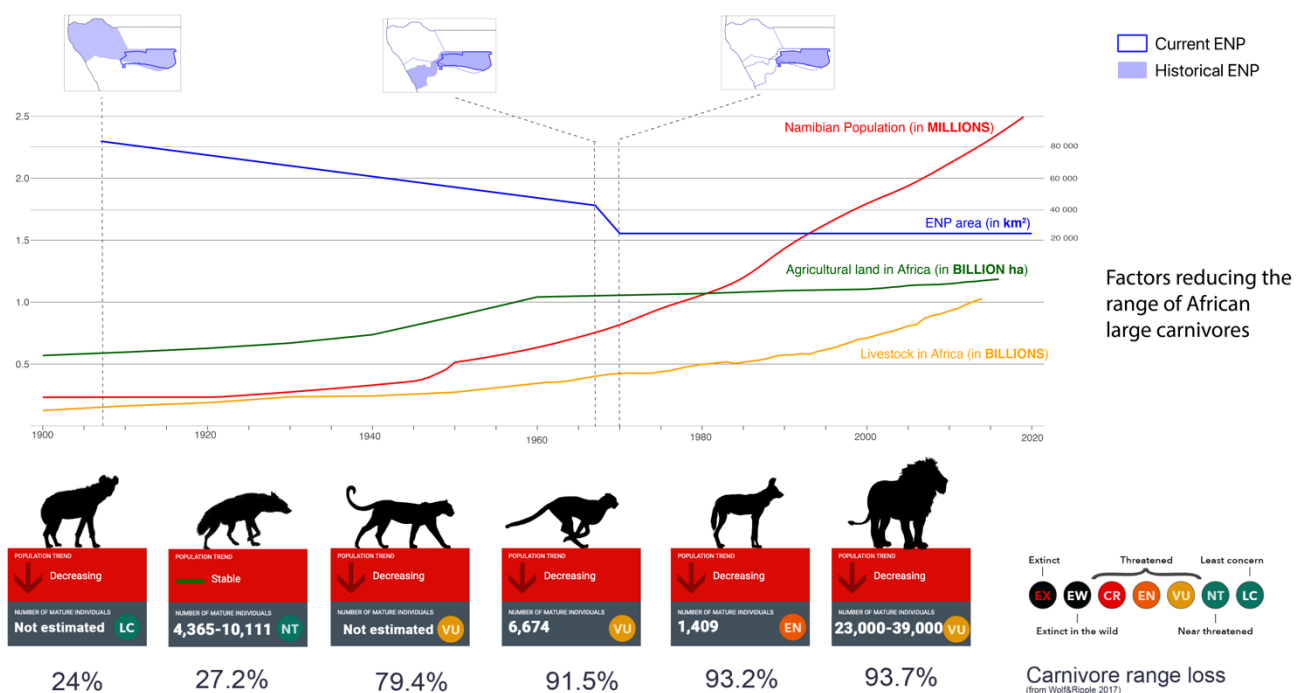 Current ENP
Historical ENP
2.5
2.0
1.5
1.0
0.5
Namibian Population (in MILLIONS)
80 000
60 000
40 000
ENP area (in km²)
20 000
Agricultural land in Africa (in BILLION ha)
Livestock in Africa (in BILLIONS)
1900
1920
1940
1960
1980
2000
2020
Factors reducing the
range of African
large carnivores
POPULATION TREND
Decreasing
NUMBER OF MATURE INDIVIDUALS
Not estimated LC
24%
POPULATION TREND
Stable
NUMBER OF MATURE INDIVIDUALS
4,365-10,111 NT
27.2%
POPULATION TREND
Decreasing
NUMBER OF MATURE INDIVIDUALS
Not estimated VU
79.4%
POPULATION TREND
Decreasing
NUMBER OF MATURE INDIVIDUALS
6,674 VU
91.5%
POPULATION TREND
Decreasing
NUMBER OF MATURE INDIVIDUALS
1,409 EN
93.2%
POPULATION TREND
Decreasing
NUMBER OF MATURE INDIVIDUALS
23,000-39,000 VU
93.7%
Extinct Threatened Least concern
EX EW CR EN VU NT LC
Extinct in the wild Near threatened
Carnivore range loss
(from Wolf&Ripple 2017)